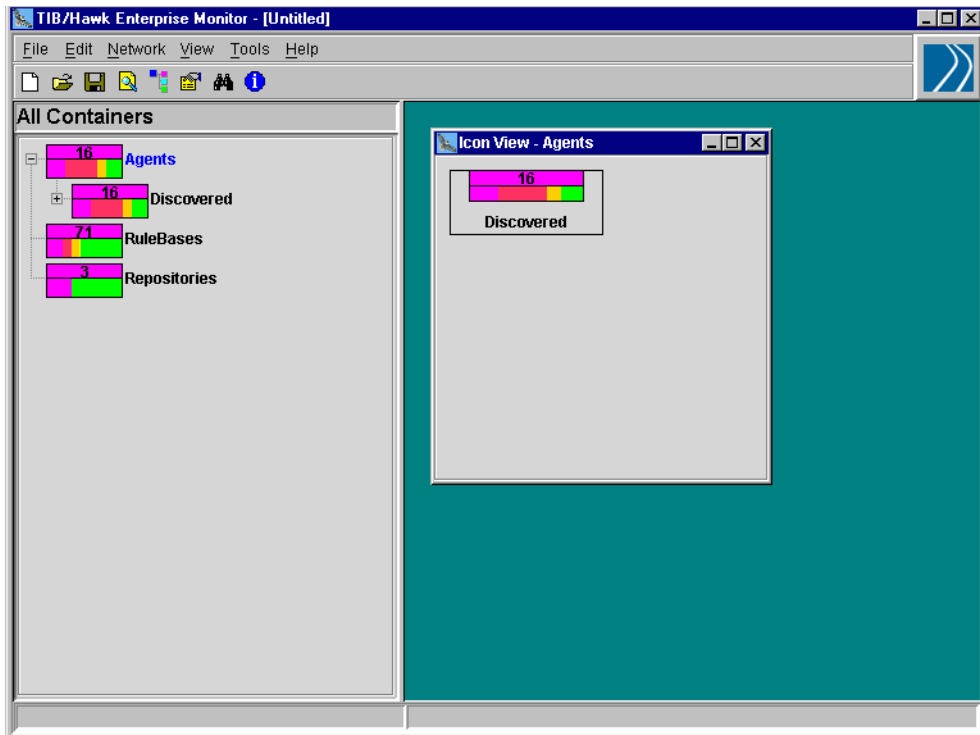 TIB/Hawk Enterprise Monitor - [Untitled]
File Edit Network View Tools Help
All Containers
16 Agents
16 Discovered
71 RuleBases
3 Repositories
Icon View - Agents
16
Discovered